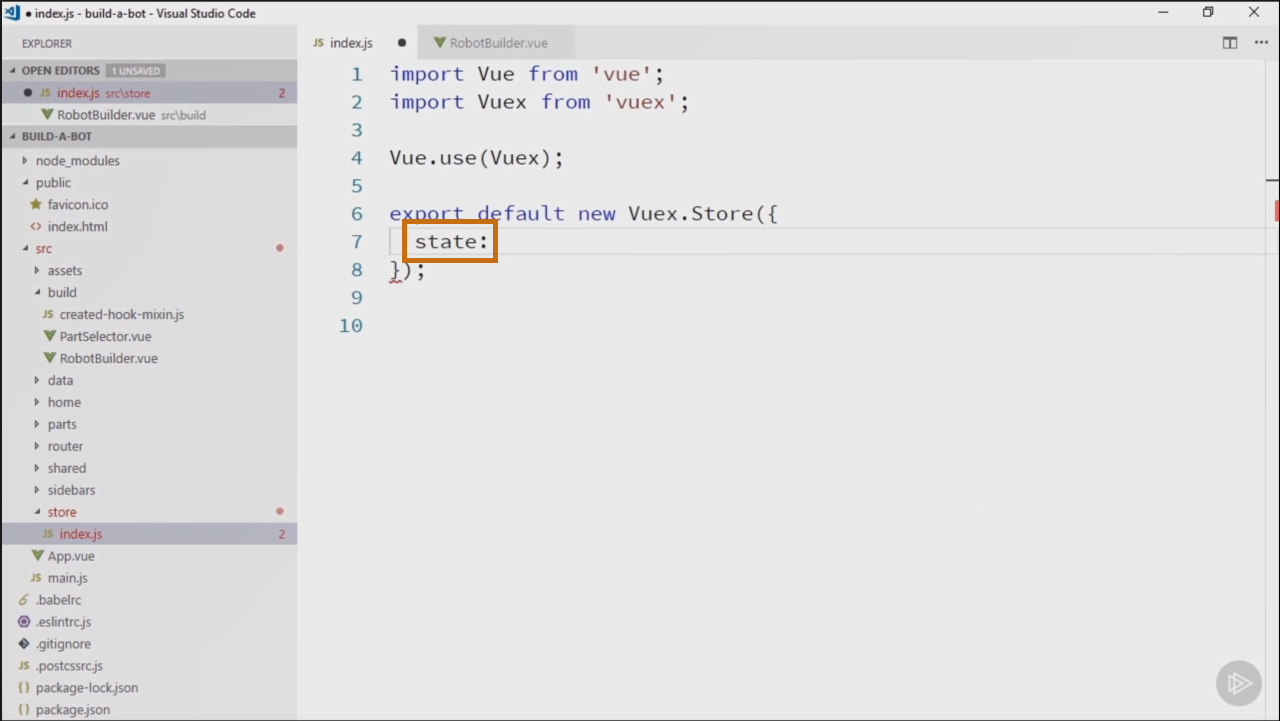 ● index.js - build-a-bot - Visual Studio Code
EXPLORER
OPEN EDITORS 1 UNSAVED
JS index.js src\store 2
RobotBuilder.vue src\build
BUILD-A-BOT
node_modules
public
favicon.ico
<> index.html
src
assets
build
JS created-hook-mixin.js
PartSelector.vue
RobotBuilder.vue
data
home
parts
router
shared
sidebars
store
JS index.js 2
App.vue
JS main.js
.babelrc
.eslintrc.js
.gitignore
JS .postcssrc.js
{} package-lock.json
{} package.json
JS index.js ●
RobotBuilder.vue
1 import Vue from 'vue';
2 import Vuex from 'vuex';
3
4 Vue.use(Vuex);
5
6 export default new Vuex.Store({
7 state:
8 });
9
10